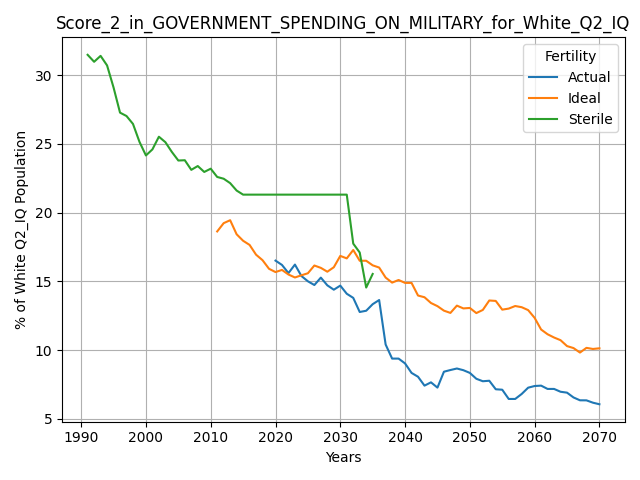 Score_2_in_GOVERNMENT_SPENDING_ON_MILITARY_for_White_Q2_IQ
Fertility
Actual
Ideal
Sterile
% of White Q2_IQ Population
30
25
20
15
10
5
1990 2000 2010 2020 2030 2040 2050 2060 2070
Years